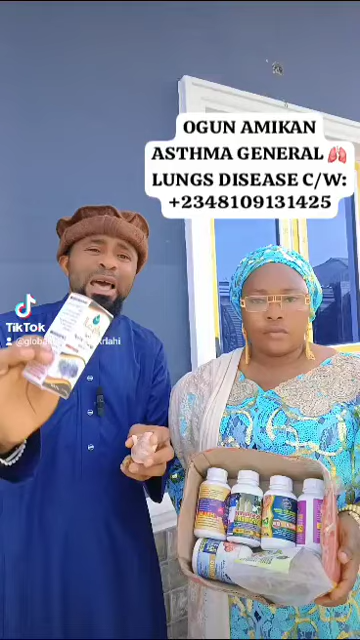 OGUN AMIKAN
ASTHMA GENERAL 🫁
LUNGS DISEASE C/W:
+2348109131425
TikTok